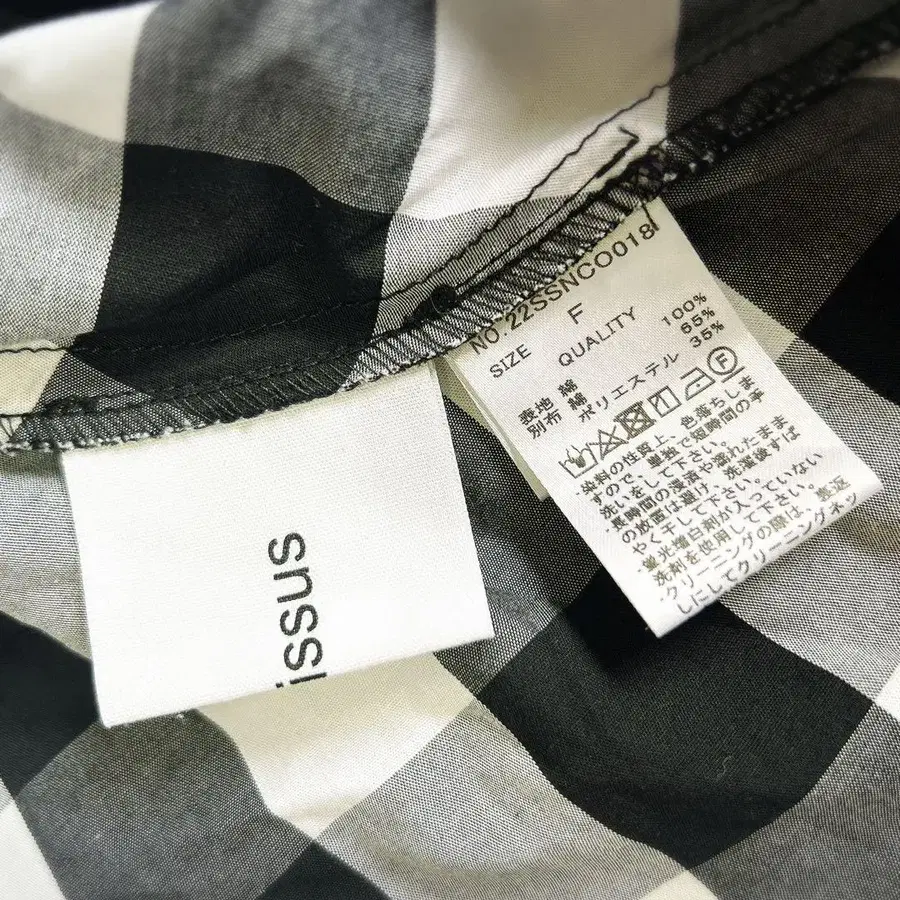 issus
NO.22SSNCO018
SIZE F
QUALITY
表地 綿 100%
別布 綿 65%
ポリエステル 35%
・染料の性質上、色落ちしま
すので、単独で短時間の手
洗いをして下さい。
・長時間の浸漬や濡れたまま
の放置は避け、洗濯後すば
やく干して下さい。
・蛍光増白剤が入っていない
洗剤を使用して下さい。
・クリーニングの際は、裏返
しにしてクリーニングネッ